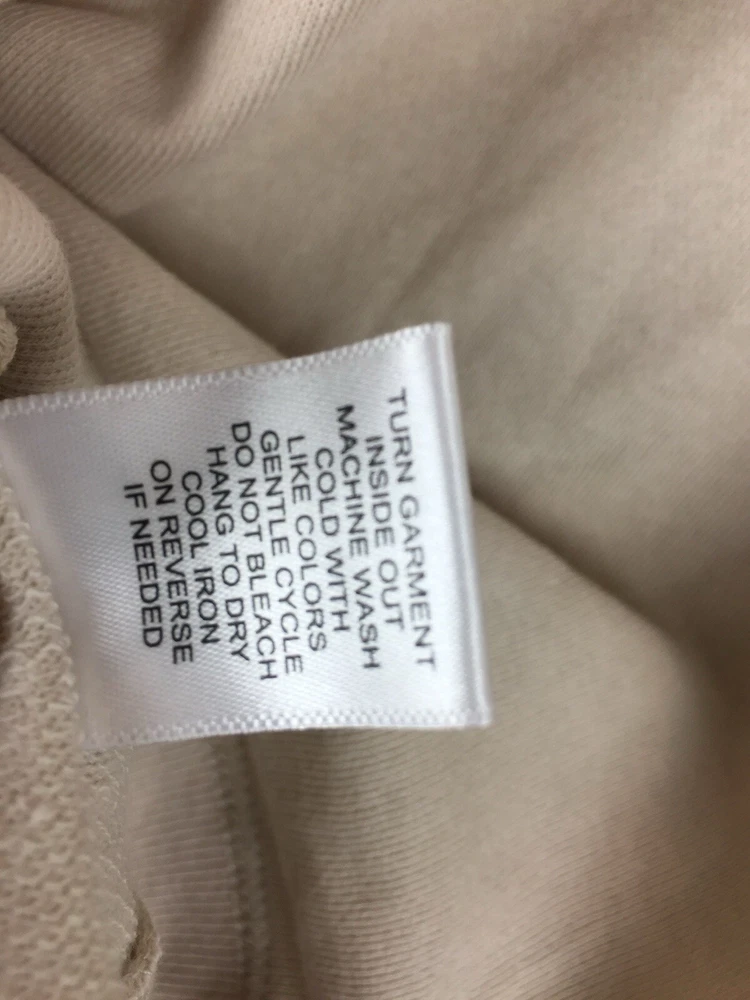 TURN GARMENT
INSIDE OUT
MACHINE WASH
COLD WITH
LIKE COLORS
GENTLE CYCLE
DO NOT BLEACH
HANG TO DRY
COOL IRON
ON REVERSE
IF NEEDED